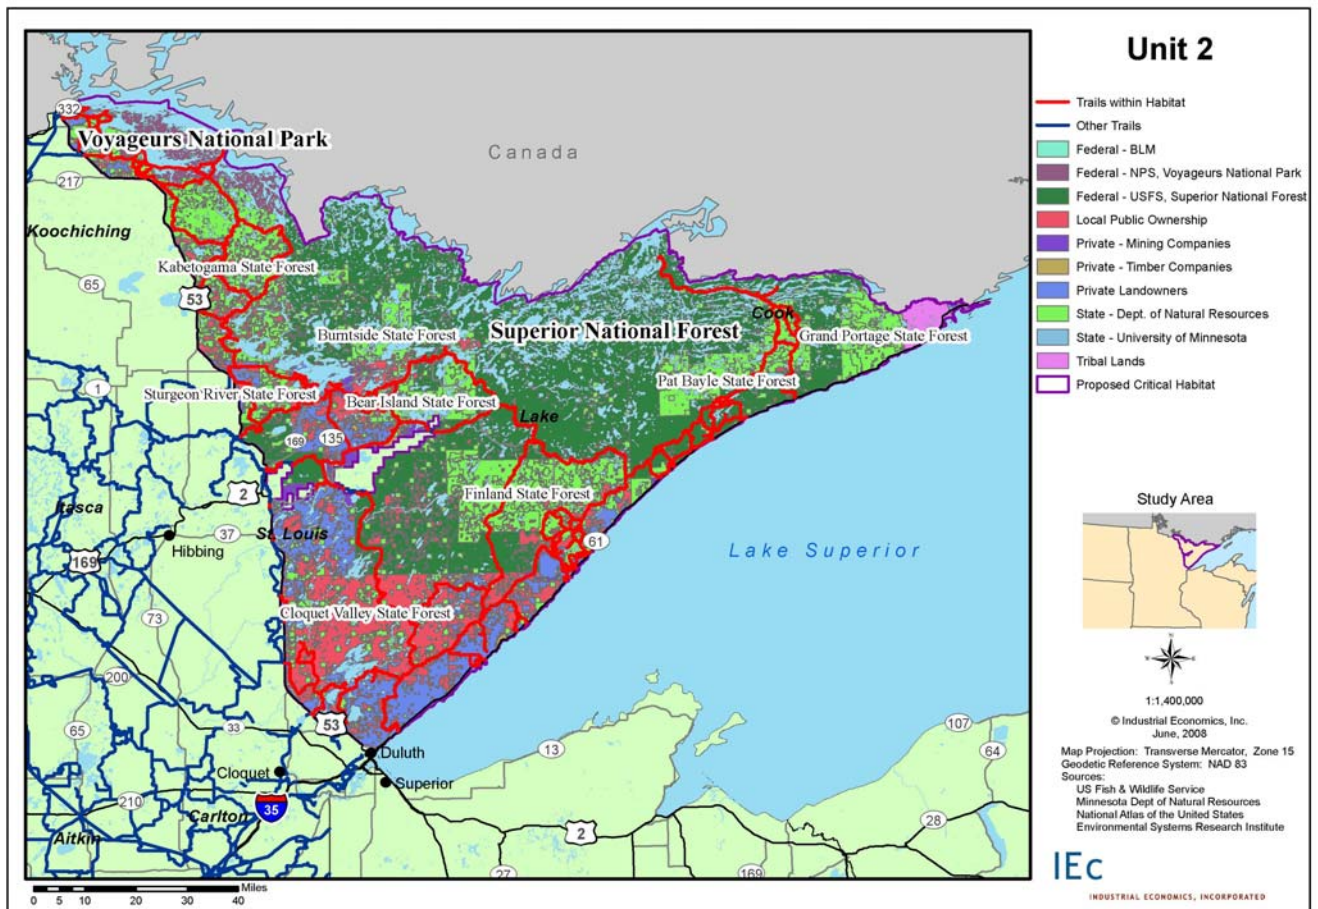 Unit 2
Trails within Habitat
Other Trails
Federal - BLM
Federal - NPS, Voyageurs National Park
Federal - USFS, Superior National Forest
Local Public Ownership
Private - Mining Companies
Private - Timber Companies
Private Landowners
State - Dept. of Natural Resources
State - University of Minnesota
Tribal Lands
Proposed Critical Habitat
332
Voyageurs National Park
Canada
217
Koochiching
Kabetogama State Forest
65
53
Cook
Burntside State Forest
Superior National Forest
Grand Portage State Forest
Pat Bayle State Forest
1
Sturgeon River State Forest
Bear Island State Forest
Lake
169
135
2
Finland State Forest
Itasca
37
St. Louis
Hibbing
61
Lake Superior
169
73
Cloquet Valley State Forest
200
65
33
53
Duluth
13
107
64
Cloquet
Superior
210
35
Carlton
Aitkin
2
28
27
169
0 5 10 20 30 40
Miles
Study Area
N
W
E
S
1:1,400,000
© Industrial Economics, Inc.
June, 2008
Map Projection: Transverse Mercator, Zone 15
Geodetic Reference System: NAD 83
Sources:
US Fish & Wildlife Service
Minnesota Dept of Natural Resources
National Atlas of the United States
Environmental Systems Research Institute
IEc
INDUSTRIAL ECONOMICS, INCORPORATED